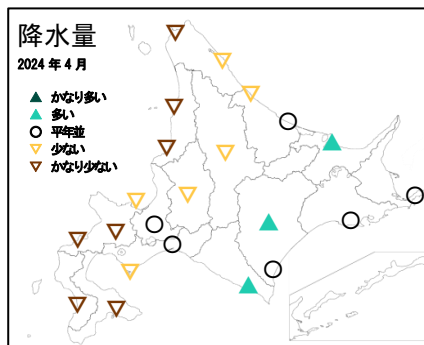 降水量
2024 年 4 月
かなり多い
多い
平年並
少ない
かなり少ない